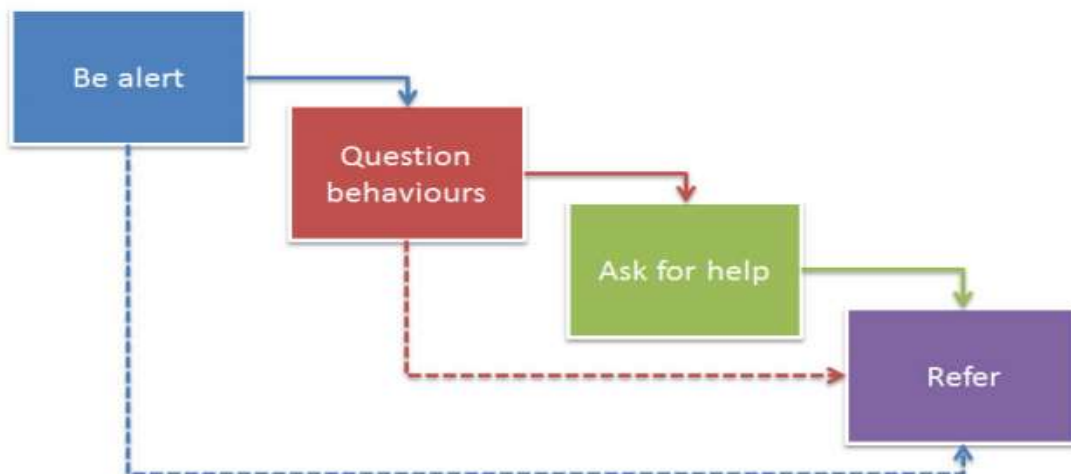 Be alert
Question
behaviours
Ask for help
Refer